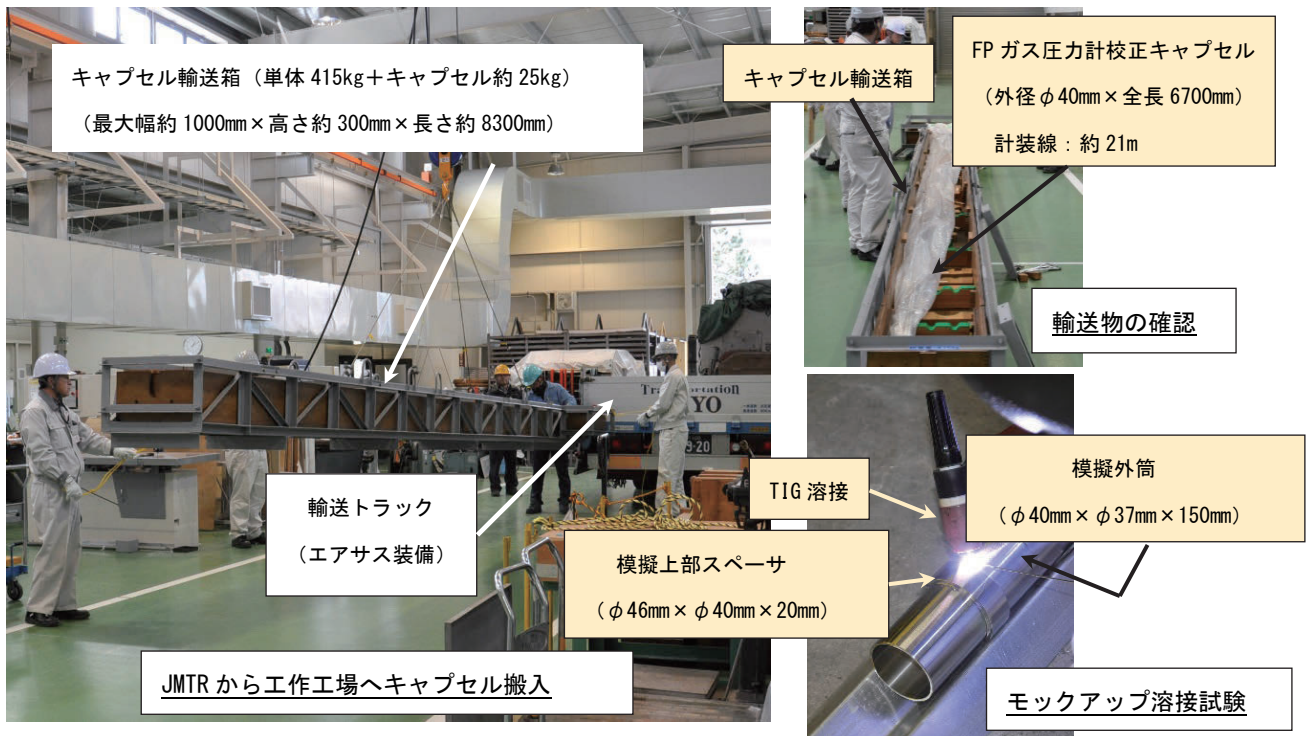 キャプセル輸送箱（単体 415kg＋キャプセル約 25kg）
（最大幅約 1000mm×高さ約 300mm×長さ約 8300mm）
輸送トラック
（エアサス装備）
JMTR から工作工場へキャプセル搬入
キャプセル輸送箱
FP ガス圧力計校正キャプセル
（外径φ40mm×全長 6700mm）
計装線：約 21m
輸送物の確認
TIG 溶接
模擬外筒
（φ40mm×φ37mm×150mm）
模擬上部スペーサ
（φ46mm×φ40mm×20mm）
モックアップ溶接試験
YO